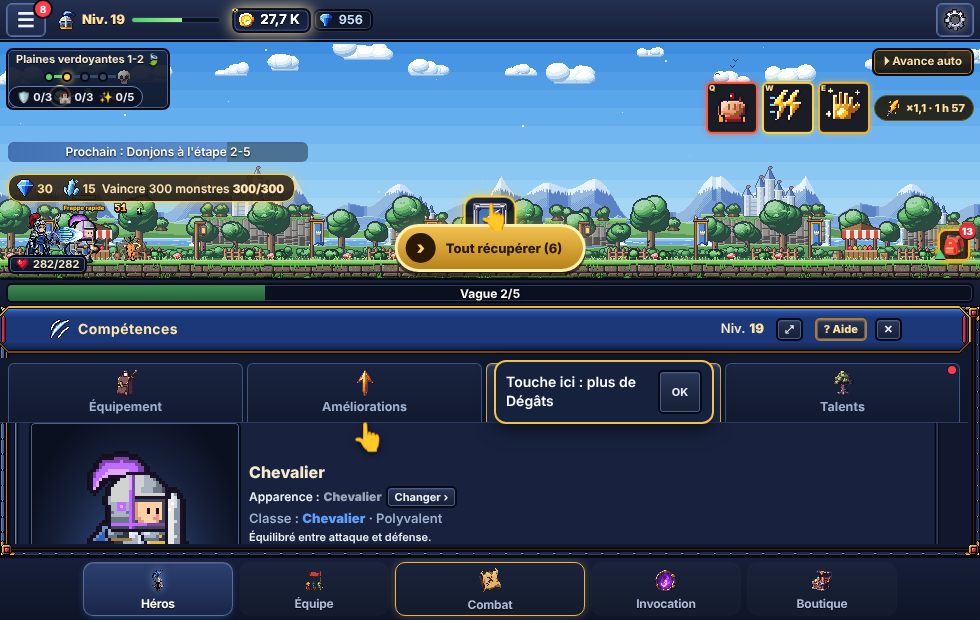 8
Niv. 19
27,7 K
956
Plaines verdoyantes 1-2
0/3 0/3 0/5
Avance auto
Q
W
E
×1,1 · 1 h 57
Prochain : Donjons à l'étape 2-5
30 15 Vaincre 300 monstres 300/300
Frappe rapide
51
282/282
Tout récupérer (6)
13
Vague 2/5
Compétences
Niv. 19
? Aide
Équipement
Améliorations
Touche ici : plus de
Dégâts
OK
Talents
Chevalier
Apparence : Chevalier Changer ›
Classe : Chevalier · Polyvalent
Équilibré entre attaque et défense.
Héros
Équipe
Combat
Invocation
Boutique